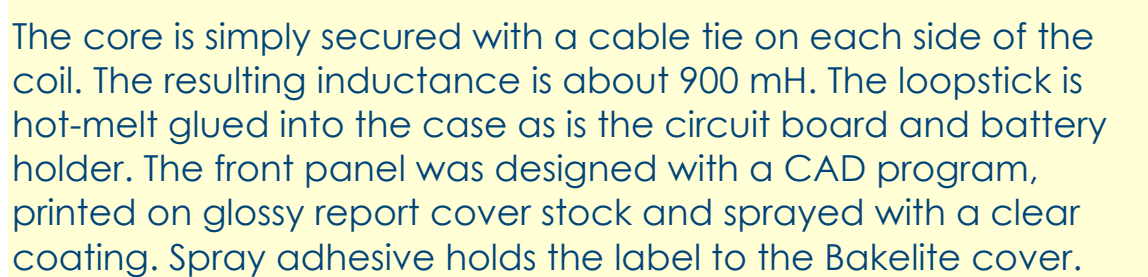 The core is simply secured with a cable tie on each side of the
coil. The resulting inductance is about 900 mH. The loopstick is
hot-melt glued into the case as is the circuit board and battery
holder. The front panel was designed with a CAD program,
printed on glossy report cover stock and sprayed with a clear
coating. Spray adhesive holds the label to the Bakelite cover.